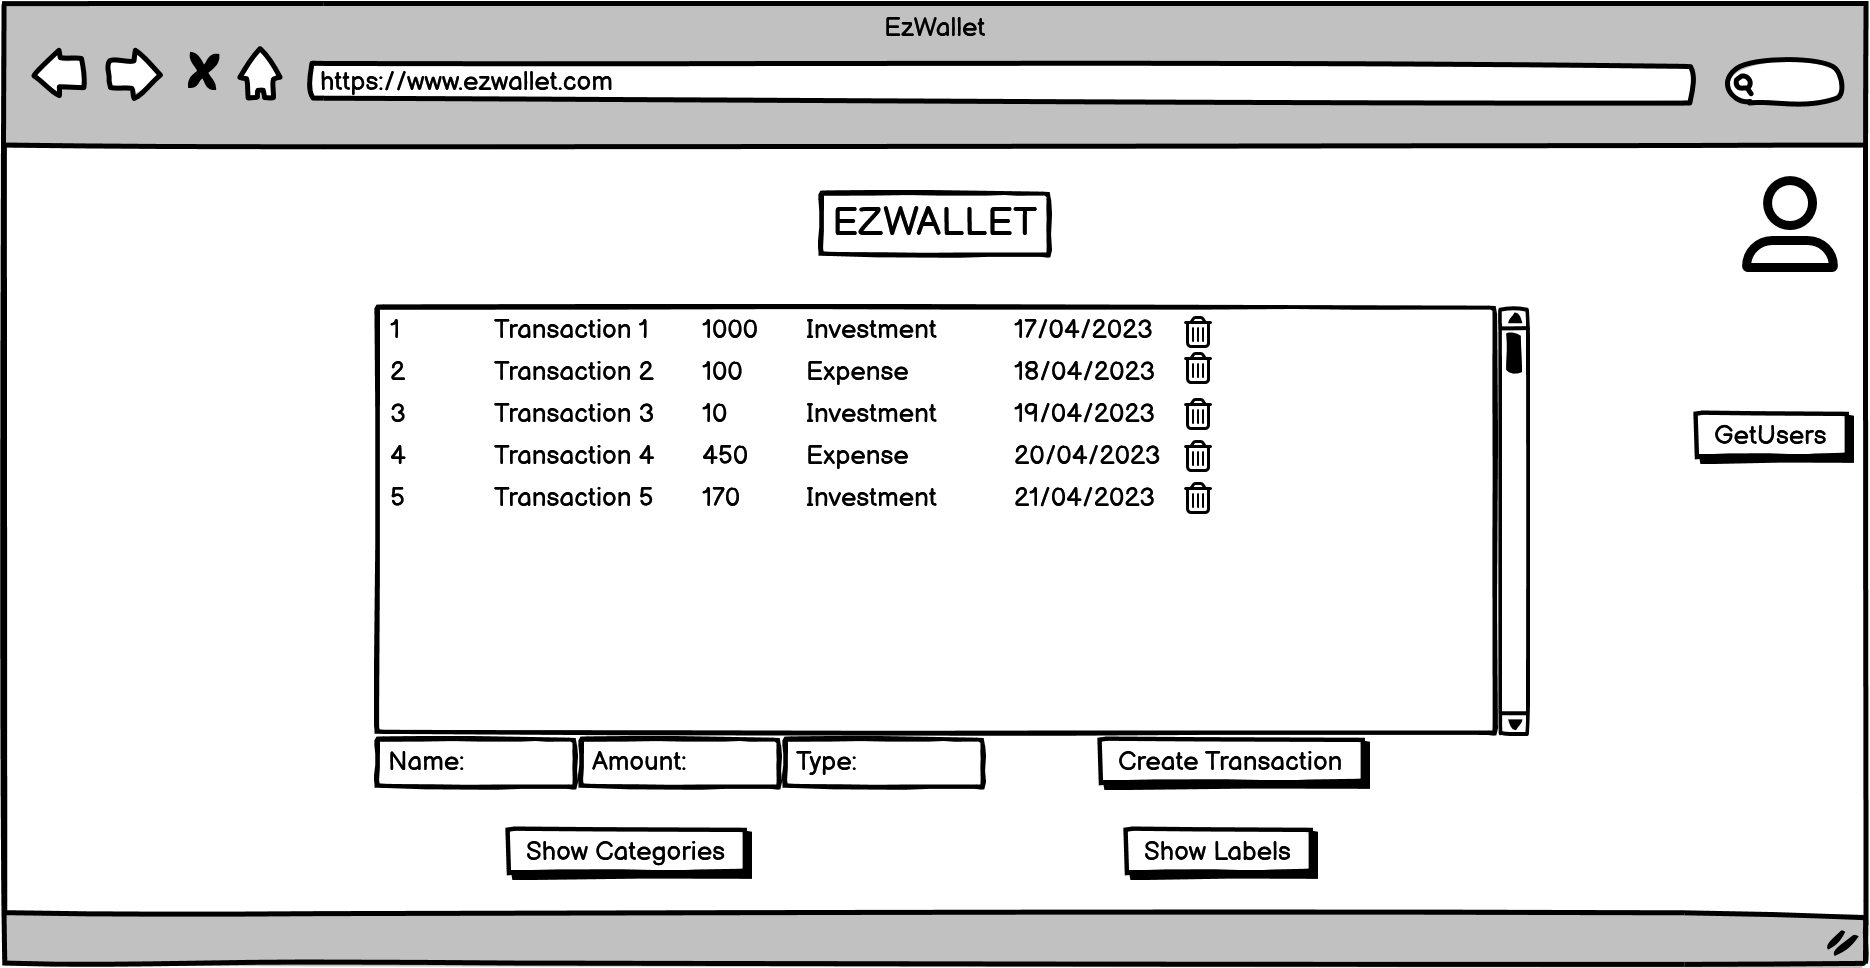 EzWallet
https://www.ezwallet.com
EZWALLET
1 Transaction 1 1000 Investment 17/04/2023
2 Transaction 2 100 Expense 18/04/2023
3 Transaction 3 10 Investment 19/04/2023
4 Transaction 4 450 Expense 20/04/2023
5 Transaction 5 170 Investment 21/04/2023
GetUsers
Name: Amount: Type: Create Transaction
Show Categories Show Labels